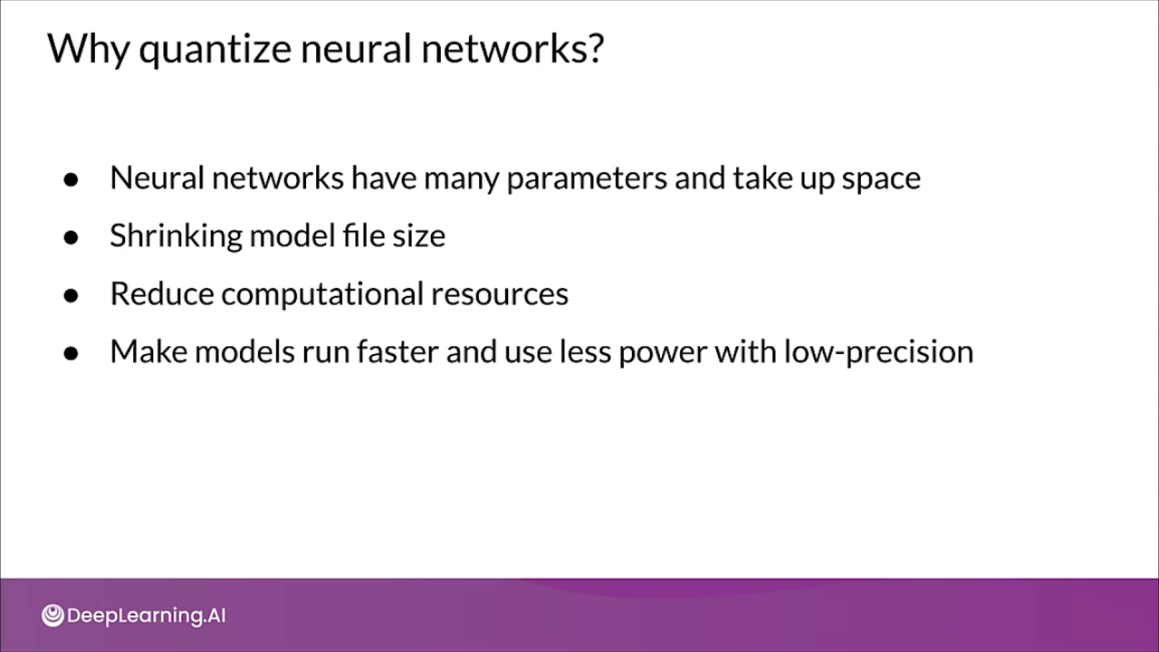 Why quantize neural networks?
● Neural networks have many parameters and take up space
● Shrinking model file size
● Reduce computational resources
● Make models run faster and use less power with low-precision
DeepLearning.AI